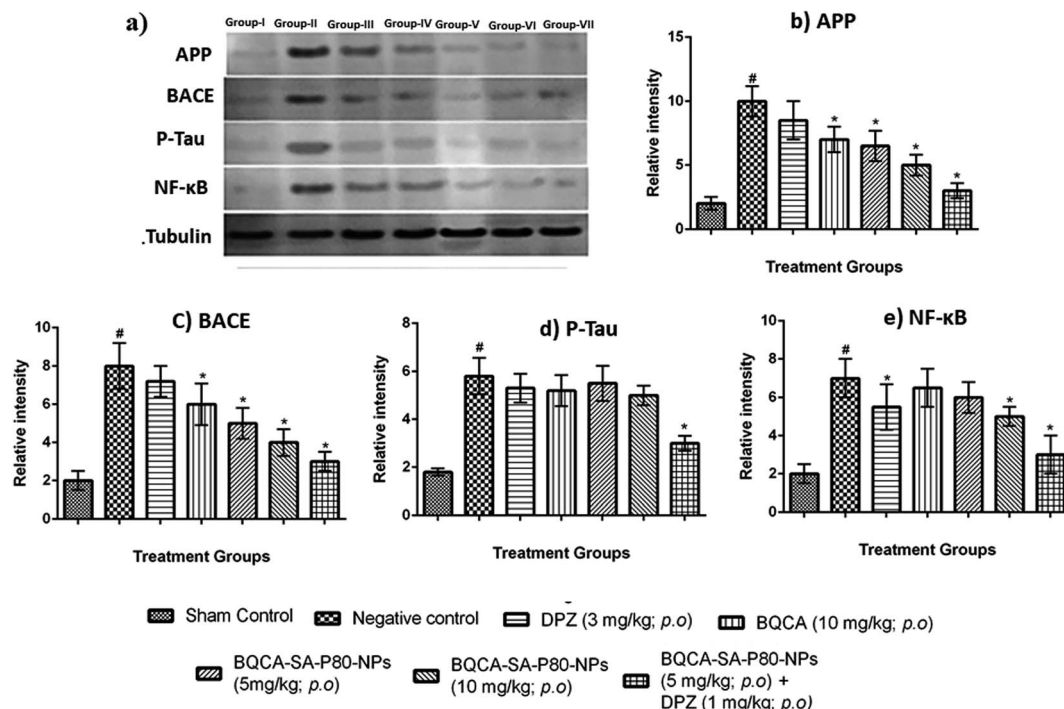 a)
Group-I Group-II Group-III Group-IV Group-V Group-VI Group-VII
APP
BACE
P-Tau
NF-κB
.Tubulin
b) APP
Relative intensity
15
10
5
0
#
*
*
*
*
Treatment Groups
c) BACE
Relative intensity
10
8
6
4
2
0
#
*
*
*
*
Treatment Groups
d) P-Tau
Relative intensity
8
6
4
2
0
#
*
Treatment Groups
e) NF-κB
Relative intensity
10
8
6
4
2
0
#
*
*
*
Treatment Groups
Sham Control
Negative control
DPZ (3 mg/kg; p.o)
BQCA (10 mg/kg; p.o)
BQCA-SA-P80-NPs
(5mg/kg; p.o)
BQCA-SA-P80-NPs
(10 mg/kg; p.o)
BQCA-SA-P80-NPs
(5 mg/kg; p.o) +
DPZ (1 mg/kg; p.o)